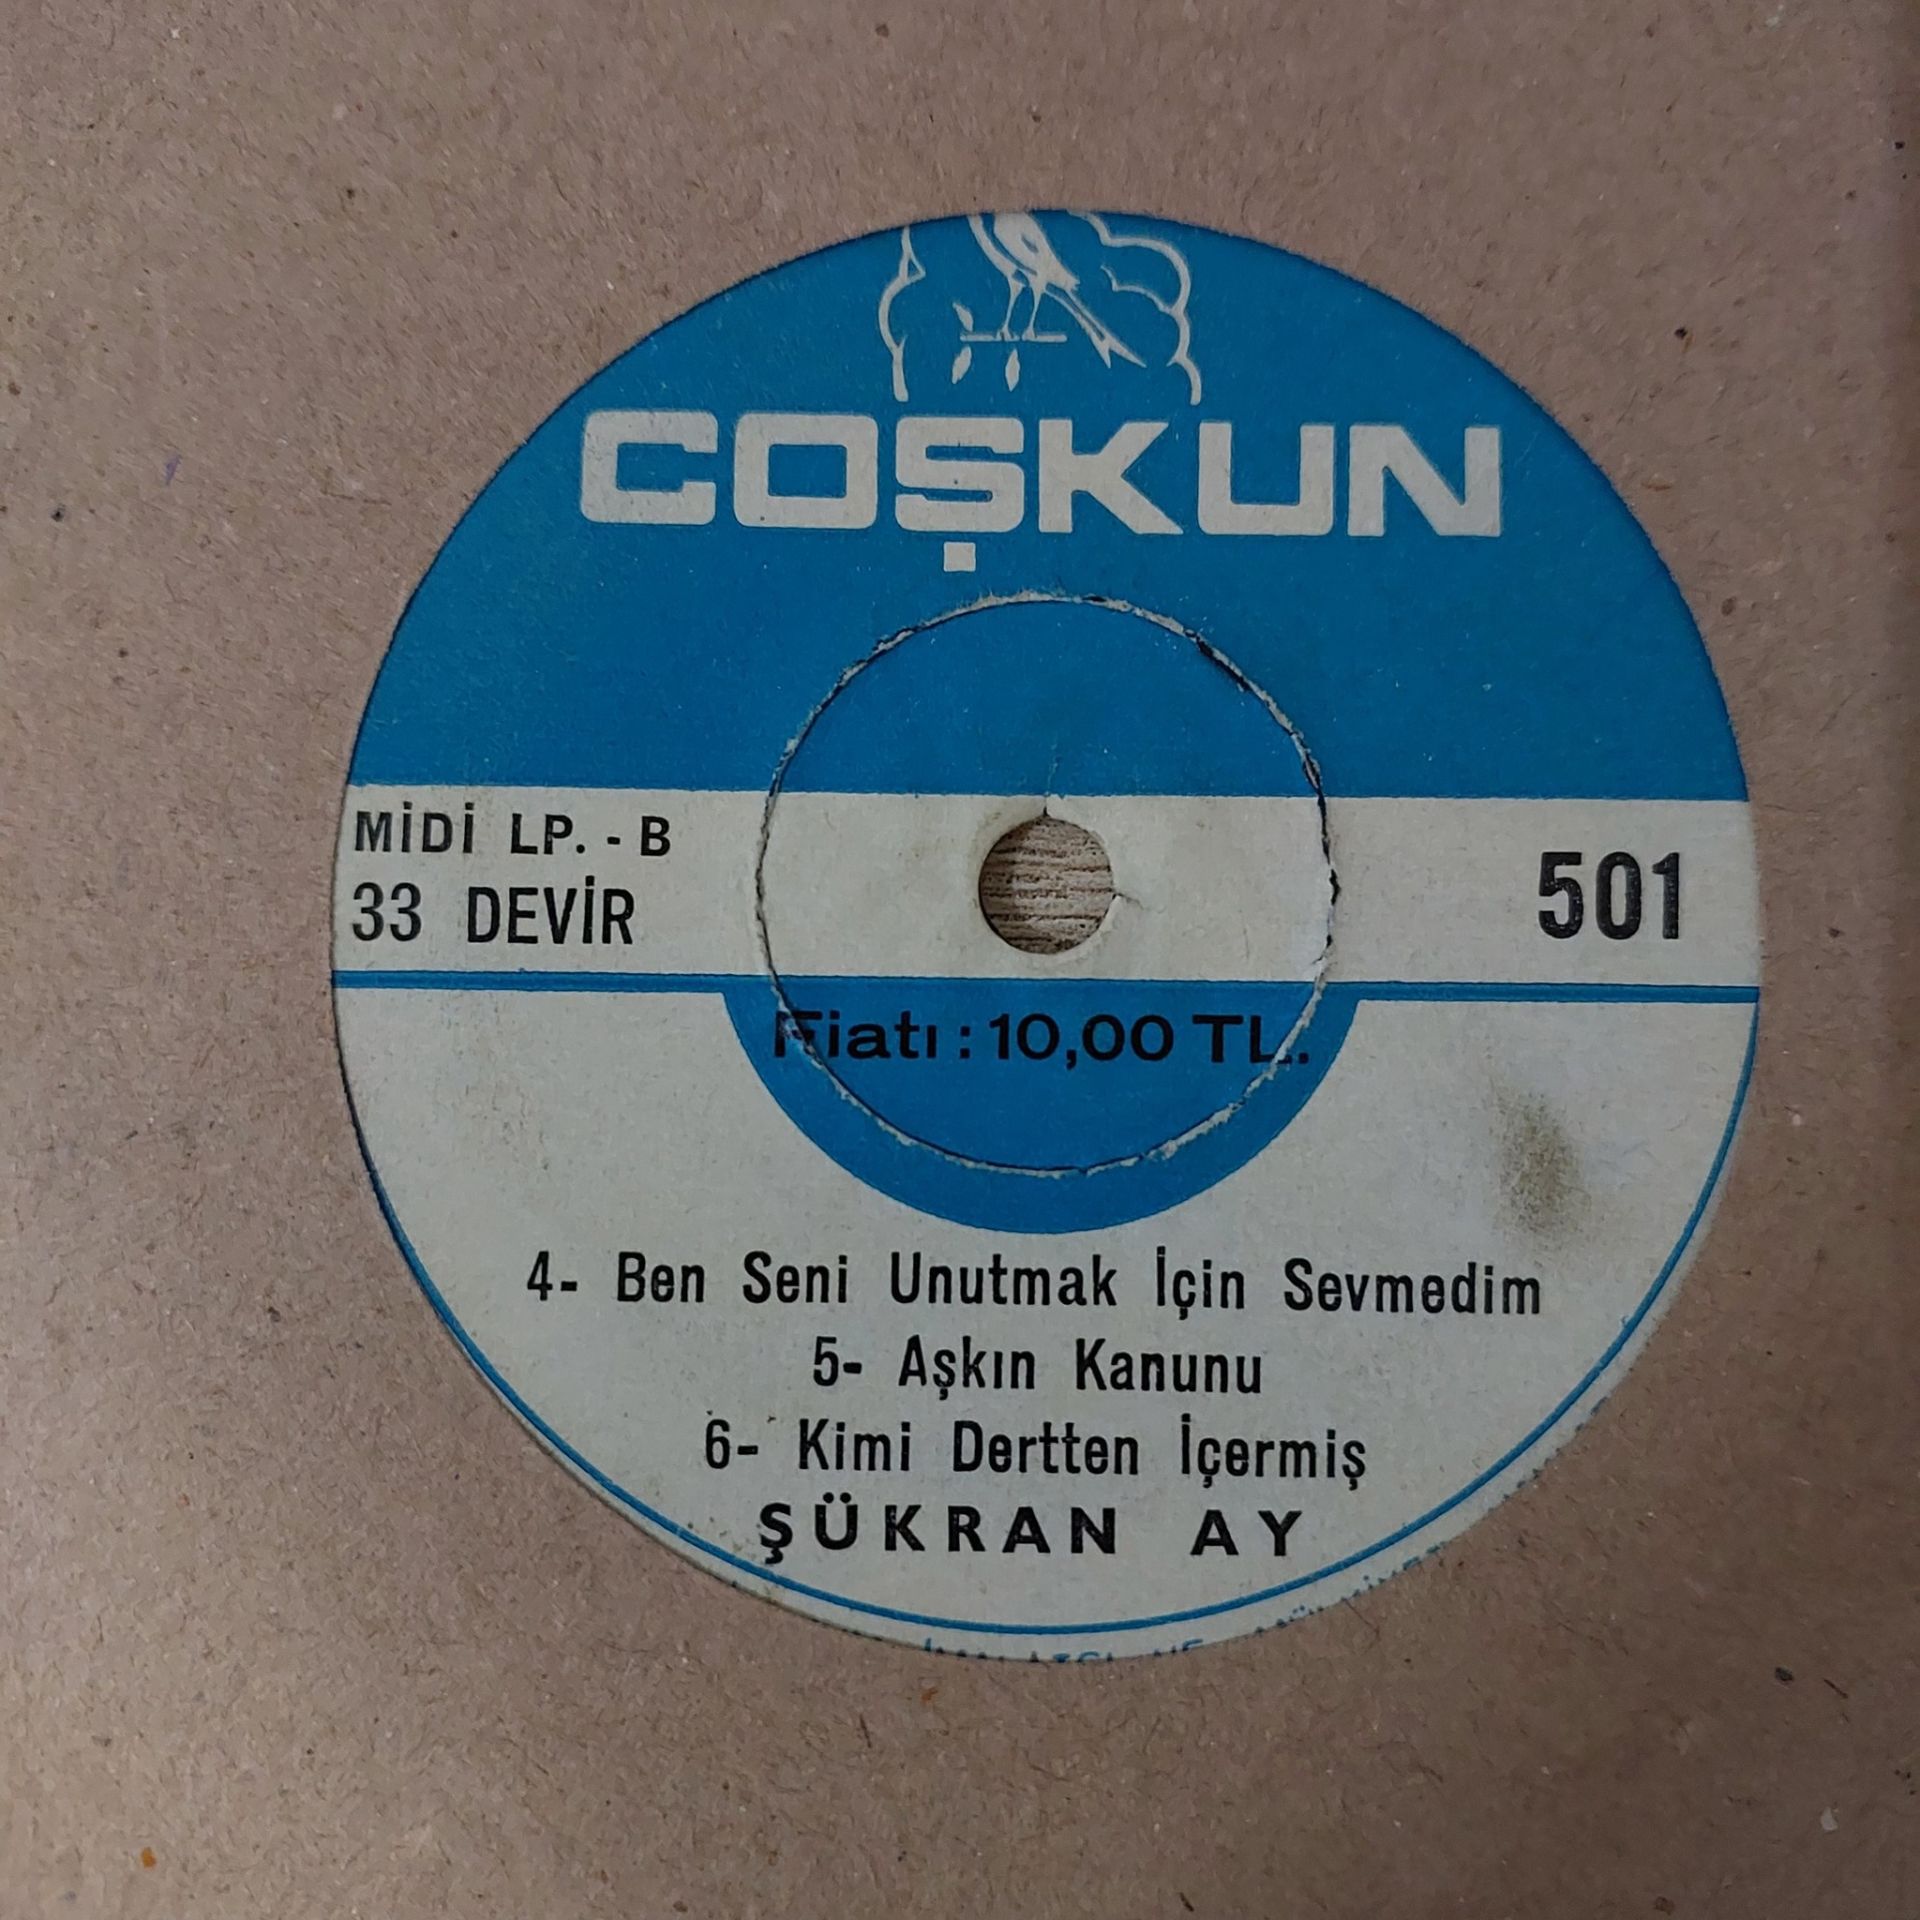 COŞKUN
MİDİ LP. - B
33 DEVİR
501
Fiatı : 10,00 TL.
4- Ben Seni Unutmak İçin Sevmedim
5- Aşkın Kanunu
6- Kimi Dertten İçermiş
ŞÜKRAN AY